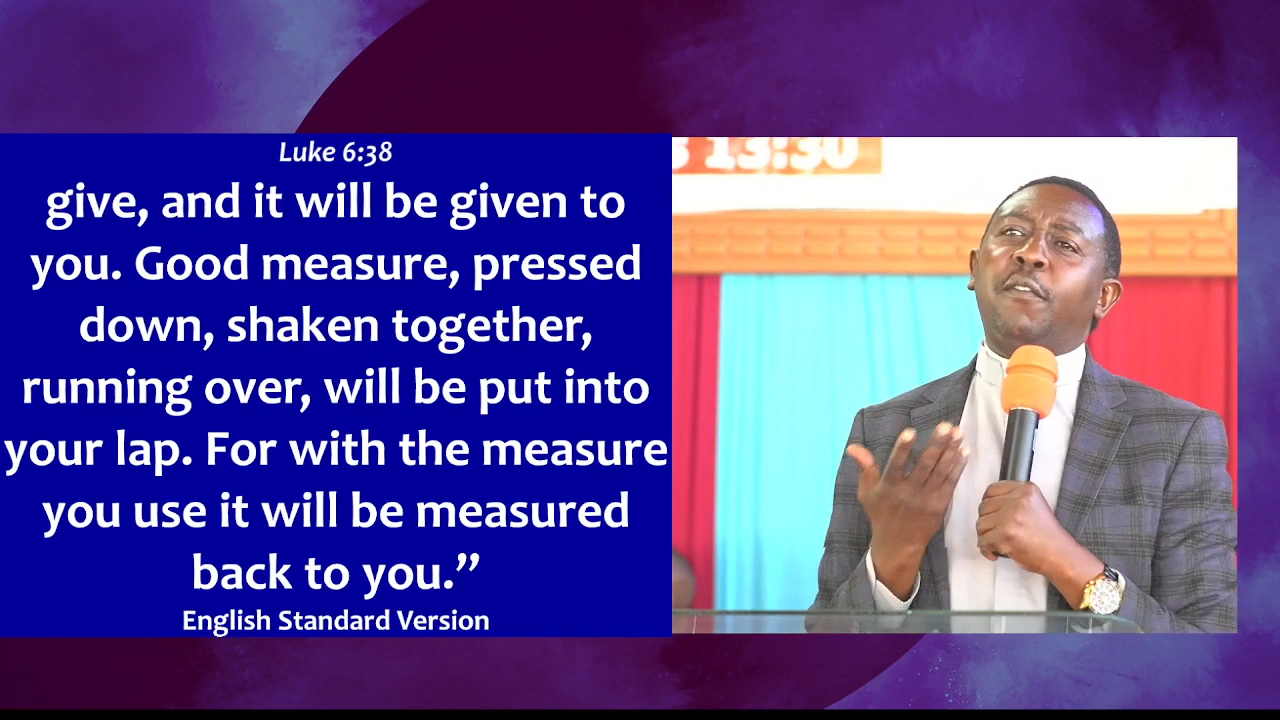 Luke 6:38
give, and it will be given to
you. Good measure, pressed
down, shaken together,
running over, will be put into
your lap. For with the measure
you use it will be measured
back to you.”
English Standard Version
13:30